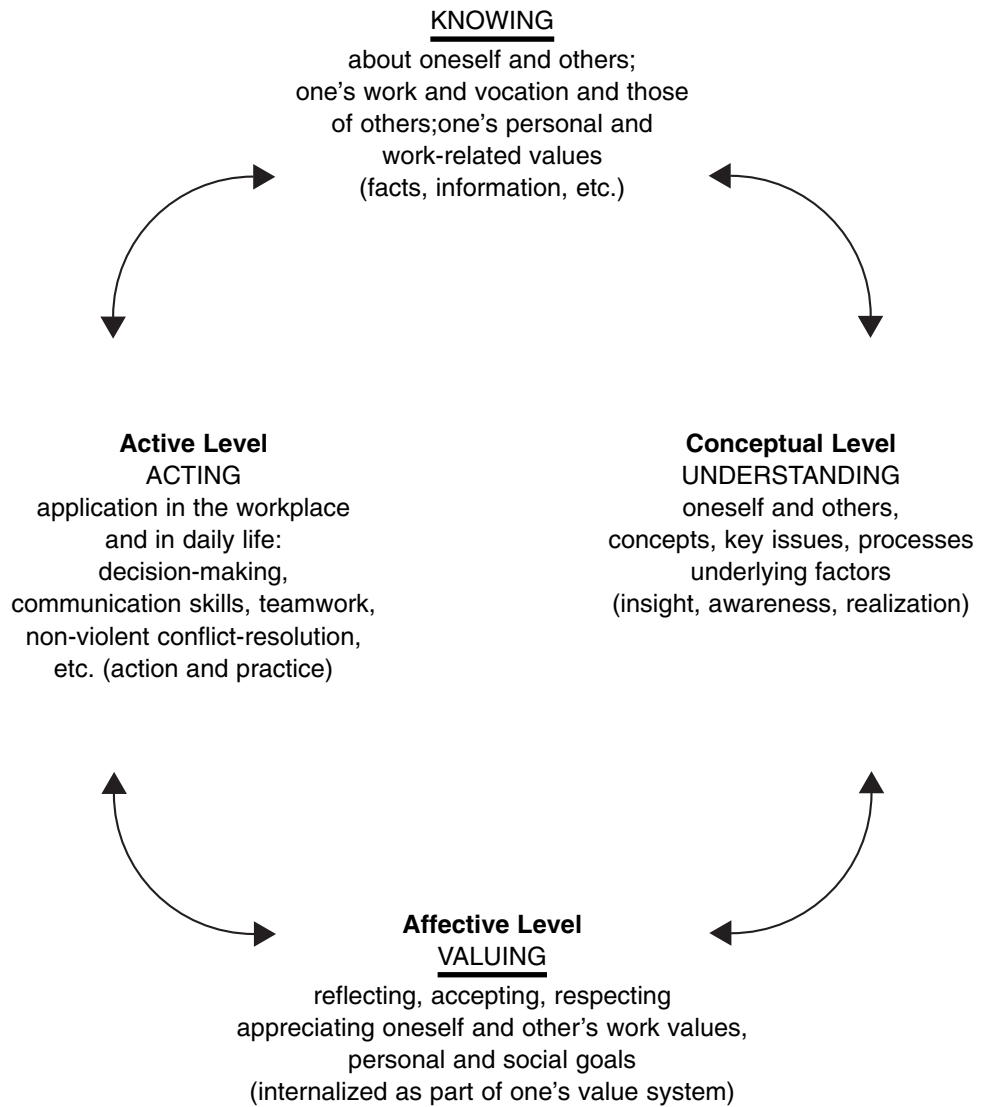 KNOWING
about oneself and others;
one's work and vocation and those
of others;one's personal and
work-related values
(facts, information, etc.)
Active Level
ACTING
application in the workplace
and in daily life:
decision-making,
communication skills, teamwork,
non-violent conflict-resolution,
etc. (action and practice)
Conceptual Level
UNDERSTANDING
oneself and others,
concepts, key issues, processes
underlying factors
(insight, awareness, realization)
Affective Level
VALUING
reflecting, accepting, respecting
appreciating oneself and other's work values,
personal and social goals
(internalized as part of one's value system)